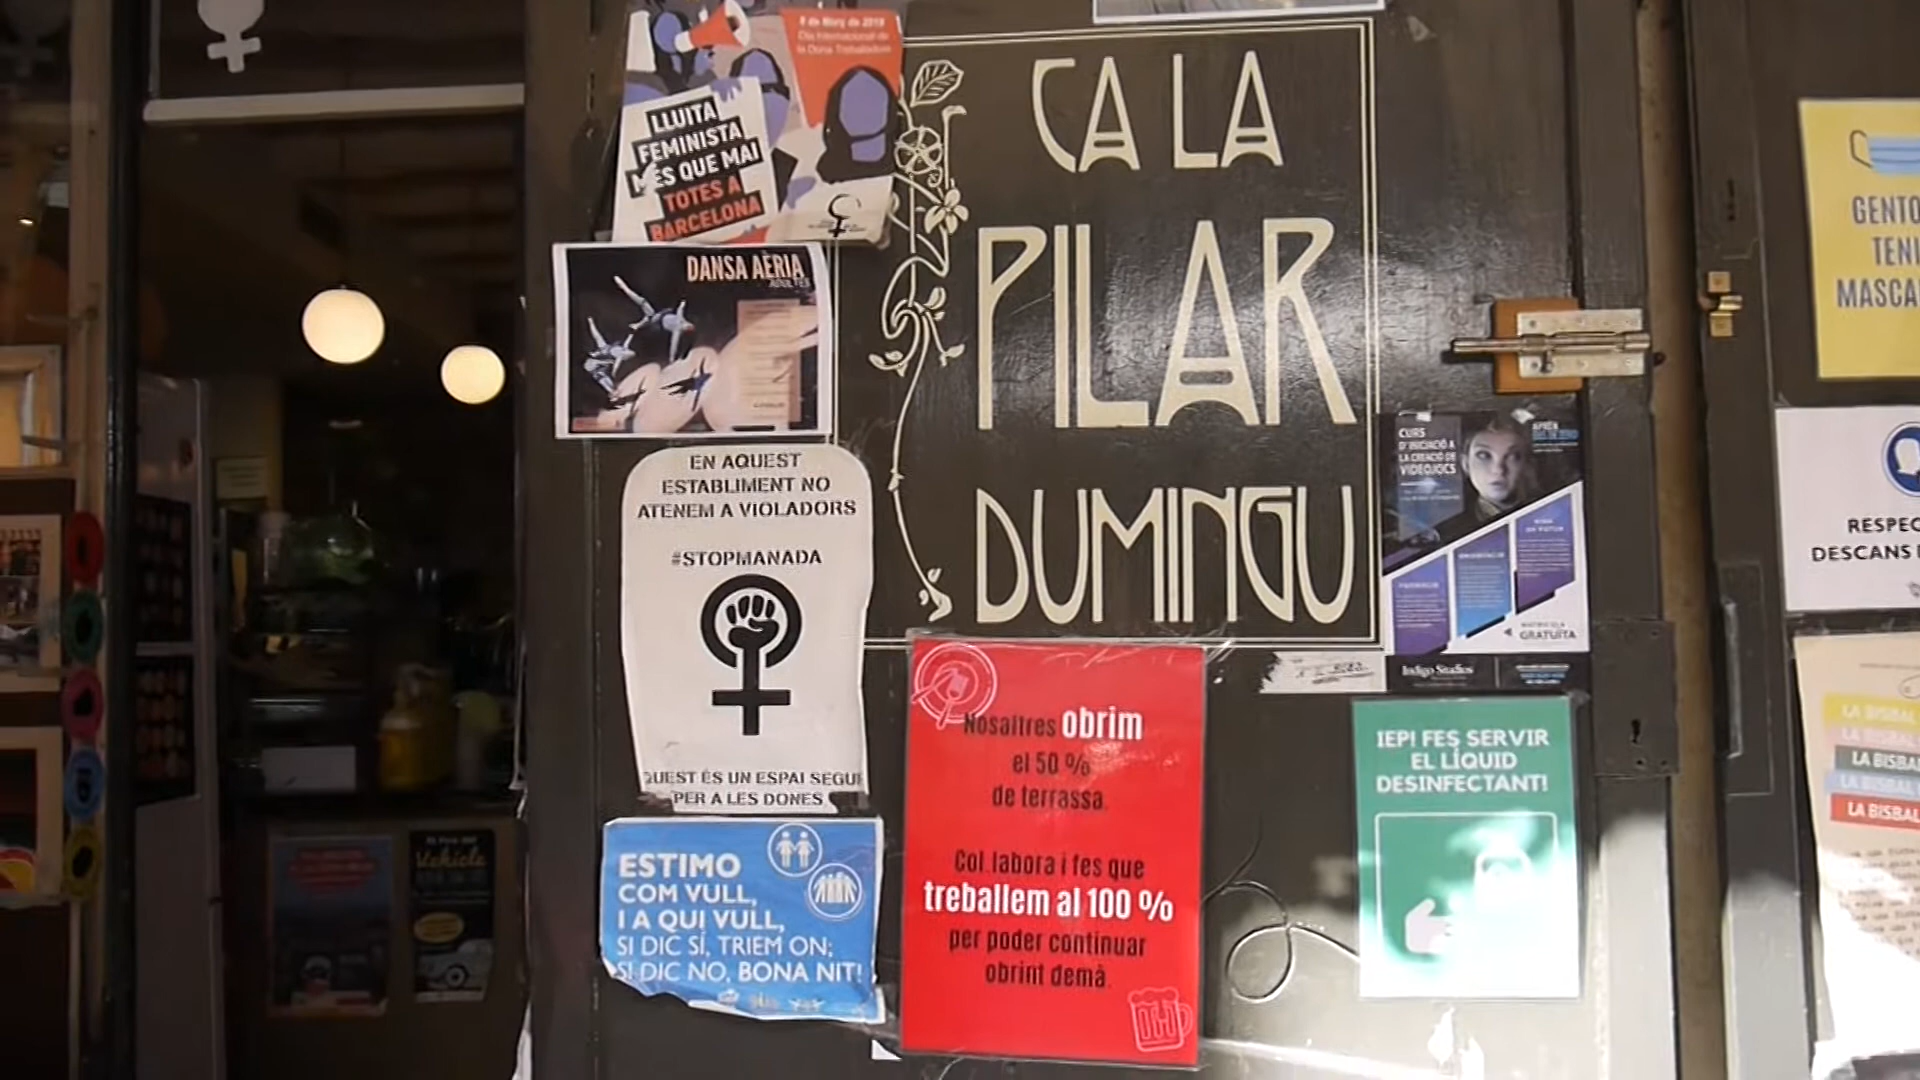 8 de Març de 2019
Dia Internacional de
la Dona Treballadora
LLUITA
FEMINISTA
MÉS QUE MAI
TOTES A
BARCELONA
DANSA AÈRIA
ADULTES
EN AQUEST
ESTABLIMENT NO
ATENEM A VIOLADORS
#STOPMANADA
QUEST ÉS UN ESPAI SEGU
PER A LES DONES
ESTIMO
COM VULL,
I A QUI VULL,
SI DIC SÍ, TRIEM ON;
SI DIC NO, BONA NIT!
CA LA
PILAR
DUMINGU
Nosaltres obrim
el 50 %
de terrassa.
Col.labora i fes que
treballem al 100 %
per poder continuar
obrint demà.
CURS
D'INICIACIÓ A
LA CREACIÓ DE
VIDEOJOCS
APRÈN
GRATUÏTA
Indigo Studios
IEP! FES SERVIR
EL LÍQUID
DESINFECTANT!
GENTO
TENI
MASCA
RESPEC
DESCANS
LA BISBAL
LA BISBAL
LA BISBAL
LA BISBAL
Vehicle